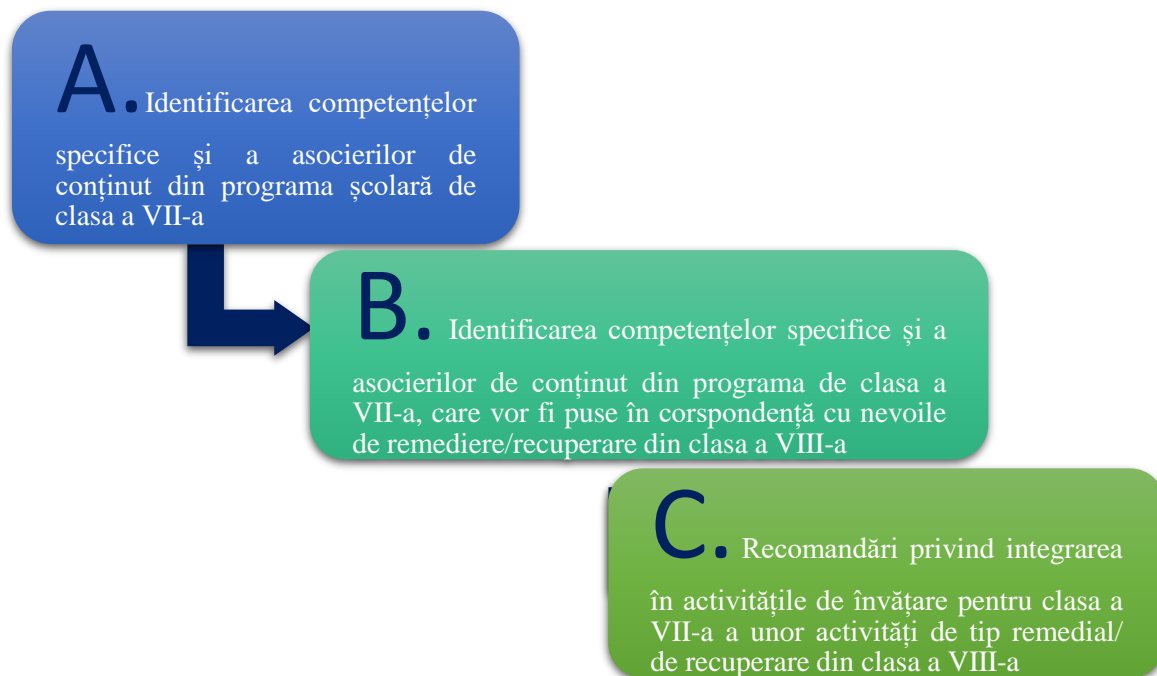 A. Identificarea competențelor
specifice și a asocierilor de
conținut din programa școlară de
clasa a VII-a
B. Identificarea competențelor specifice și a
asocierilor de conținut din programa de clasa a
VII-a, care vor fi puse în corspondență cu nevoile
de remediere/recuperare din clasa a VIII-a
C. Recomandări privind integrarea
în activitățile de învățare pentru clasa a
VII-a a unor activități de tip remedial/
de recuperare din clasa a VIII-a